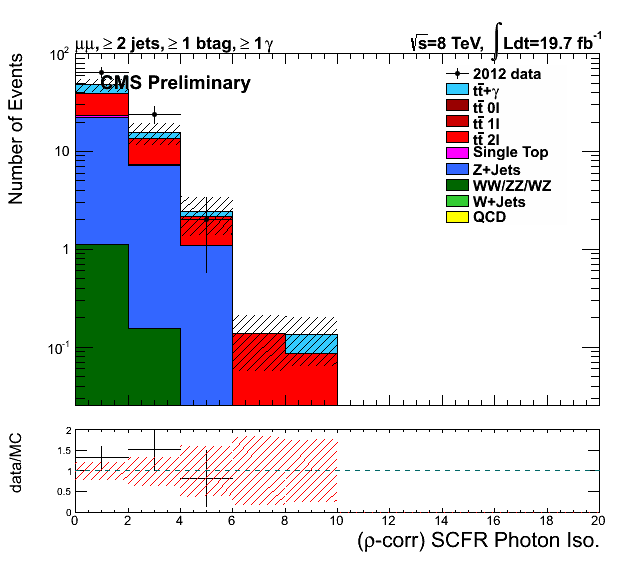 μμ, ≥ 2 jets, ≥ 1 btag, ≥ 1 γ
√s=8 TeV, ∫ Ldt=19.7 fb⁻¹
CMS Preliminary
2012 data
tt̄+γ
tt̄ 0l
tt̄ 1l
tt̄ 2l
Single Top
Z+Jets
WW/ZZ/WZ
W+Jets
QCD
Number of Events
10²
10
1
10⁻¹
data/MC
2
1.5
1
0.5
0
0 2 4 6 8 10 12 14 16 18 20
(ρ-corr) SCFR Photon Iso.